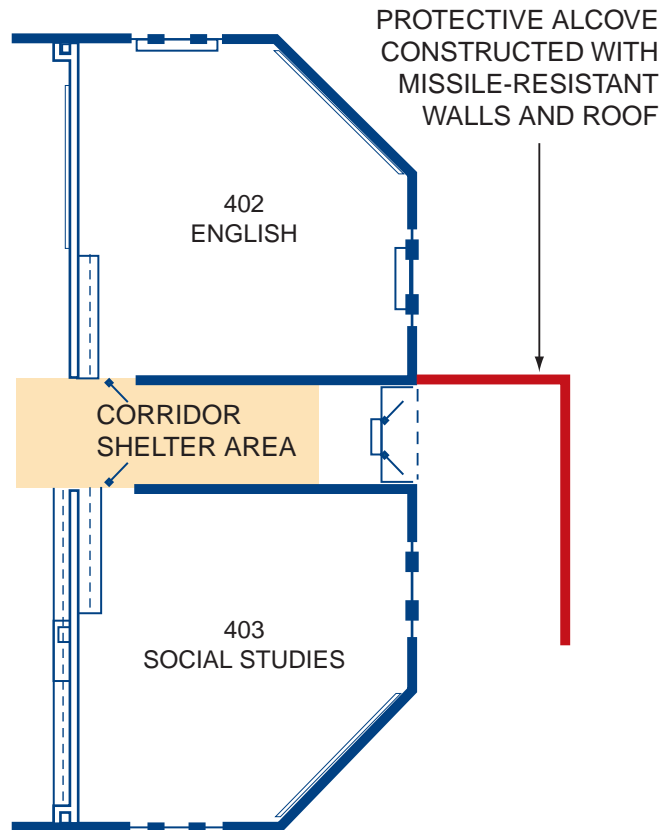 PROTECTIVE ALCOVE
CONSTRUCTED WITH
MISSILE-RESISTANT
WALLS AND ROOF
402
ENGLISH
CORRIDOR
SHELTER AREA
403
SOCIAL STUDIES